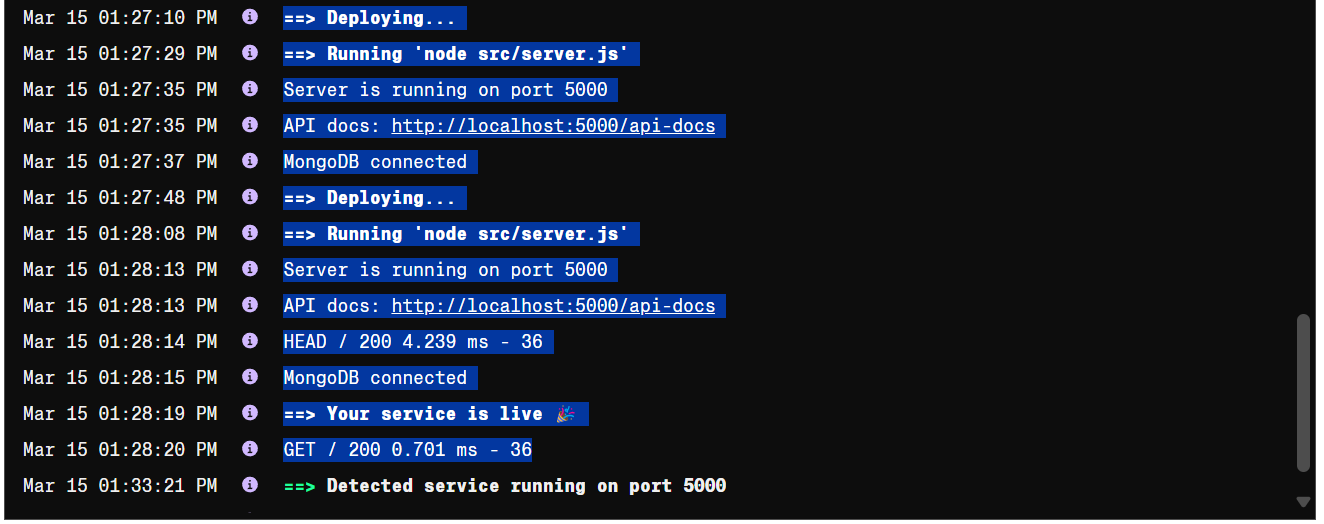 Mar 15 01:27:10 PM ==> Deploying...
Mar 15 01:27:29 PM ==> Running 'node src/server.js'
Mar 15 01:27:35 PM Server is running on port 5000
Mar 15 01:27:35 PM API docs: http://localhost:5000/api-docs
Mar 15 01:27:37 PM MongoDB connected
Mar 15 01:27:48 PM ==> Deploying...
Mar 15 01:28:08 PM ==> Running 'node src/server.js'
Mar 15 01:28:13 PM Server is running on port 5000
Mar 15 01:28:13 PM API docs: http://localhost:5000/api-docs
Mar 15 01:28:14 PM HEAD / 200 4.239 ms - 36
Mar 15 01:28:15 PM MongoDB connected
Mar 15 01:28:19 PM ==> Your service is live 🎉
Mar 15 01:28:20 PM GET / 200 0.701 ms - 36
Mar 15 01:33:21 PM ==> Detected service running on port 5000